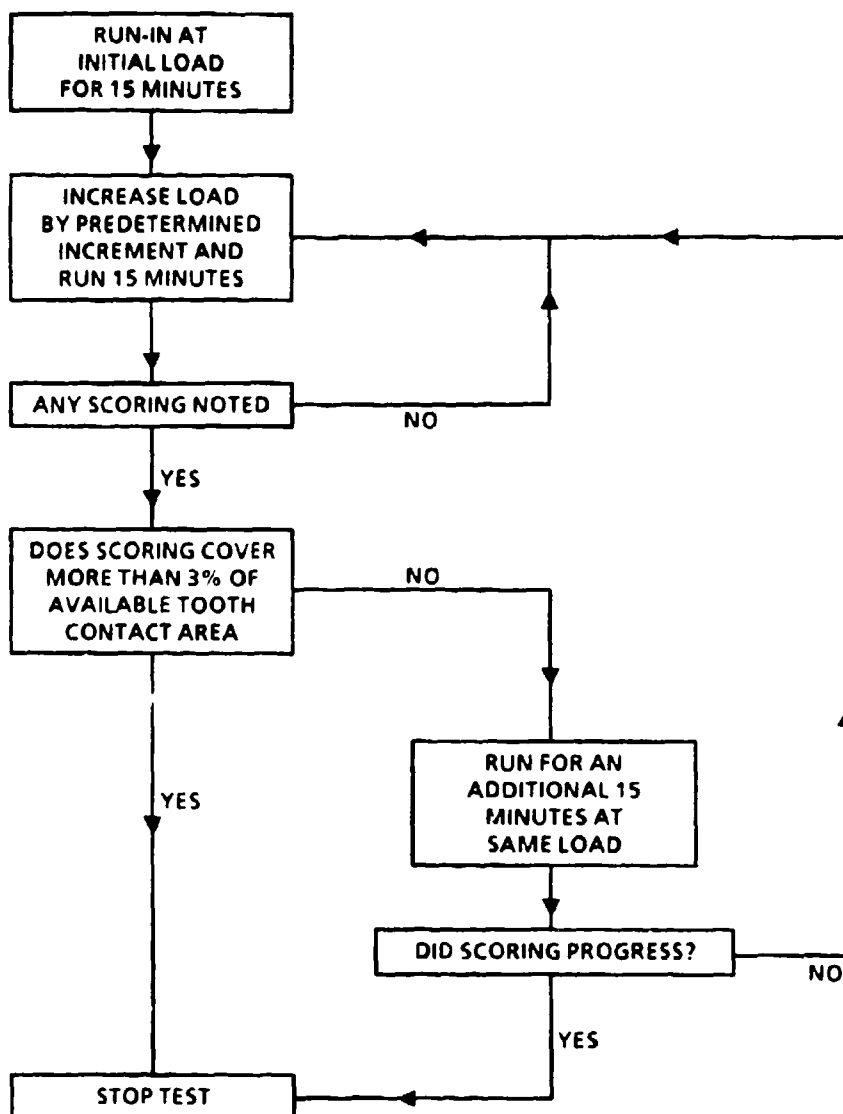 RUN-IN AT
INITIAL LOAD
FOR 15 MINUTES
INCREASE LOAD
BY PREDETERMINED
INCREMENT AND
RUN 15 MINUTES
ANY SCORING NOTED
NO
YES
DOES SCORING COVER
MORE THAN 3% OF
AVAILABLE TOOTH
CONTACT AREA
NO
YES
RUN FOR AN
ADDITIONAL 15
MINUTES AT
SAME LOAD
DID SCORING PROGRESS?
NO
YES
STOP TEST